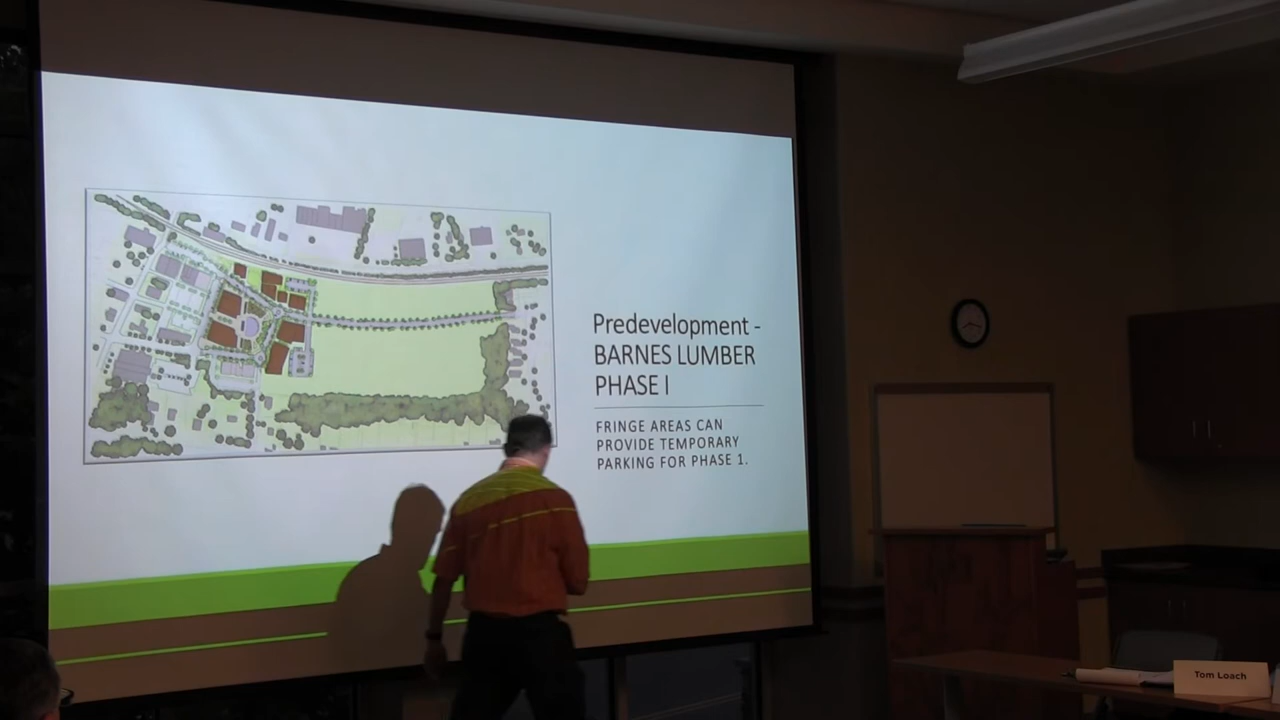 Predevelopment -
BARNES LUMBER
PHASE I
FRINGE AREAS CAN
PROVIDE TEMPORARY
PARKING FOR PHASE 1.
Tom Loach